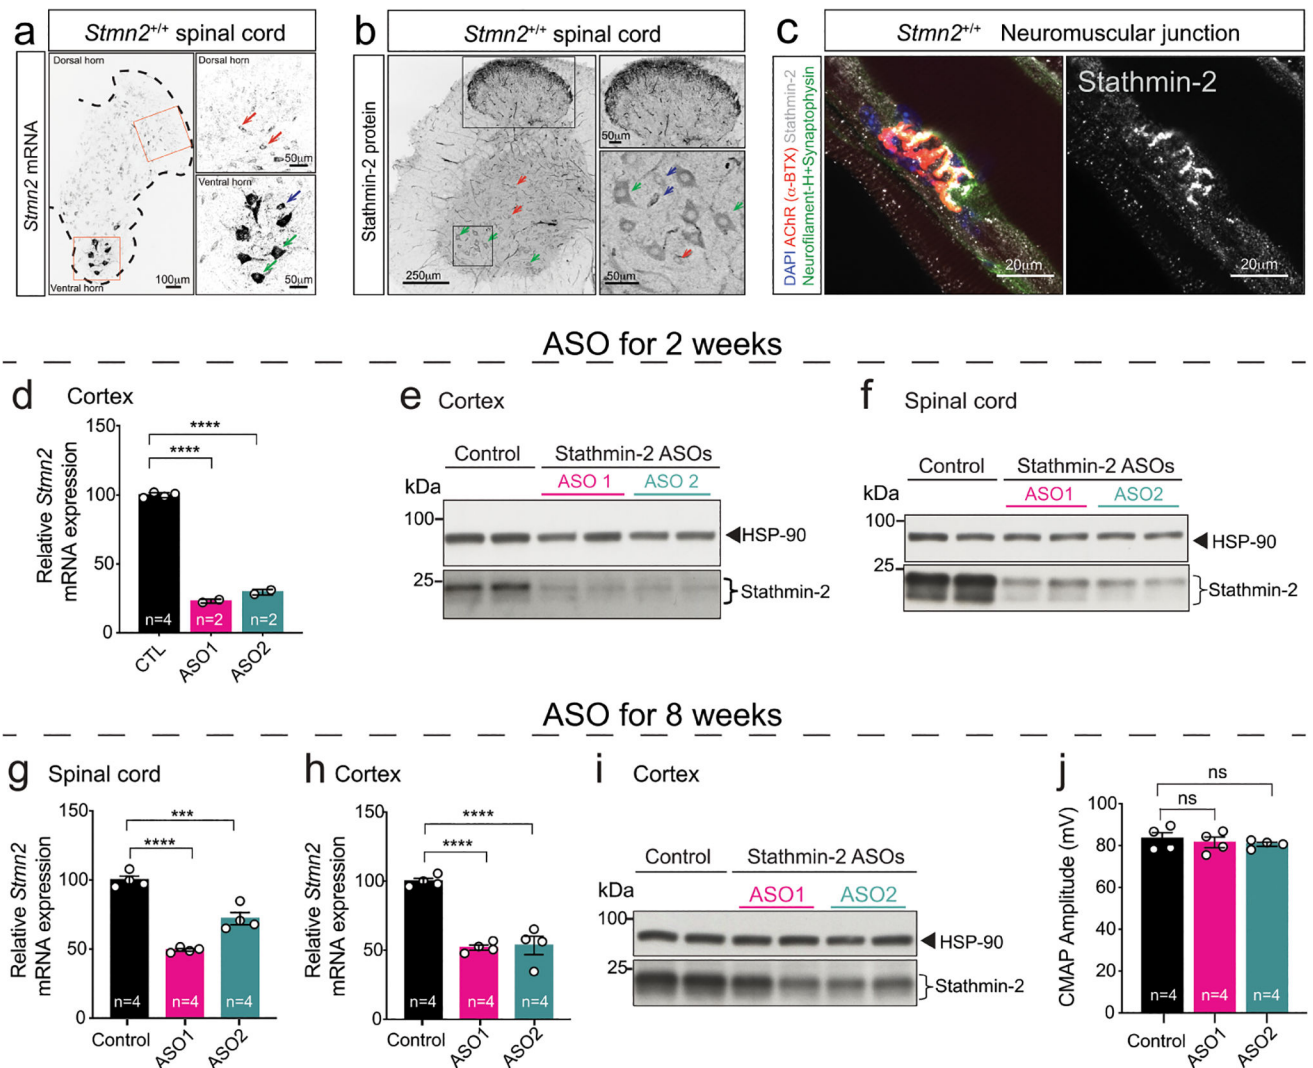 a
Stmn2+/+ spinal cord
Stmn2 mRNA
Dorsal horn
Ventral horn
100µm
Dorsal horn
50µm
Ventral horn
50µm
b
Stmn2+/+ spinal cord
Stathmin-2 protein
250µm
50µm
50µm
c
Stmn2+/+ Neuromuscular junction
DAPI AChR (α-BTX) Stathmin-2
Neurofilament-H+Synaptophysin
20µm
Stathmin-2
20µm
ASO for 2 weeks
d Cortex
Relative Stmn2
mRNA expression
150
100
50
0
****
****
n=4 n=2 n=2
CTL ASO1 ASO2
e Cortex
Control Stathmin-2 ASOs
ASO 1 ASO 2
kDa
100
HSP-90
25
Stathmin-2
f Spinal cord
Control Stathmin-2 ASOs
ASO1 ASO2
kDa
100
HSP-90
25
Stathmin-2
ASO for 8 weeks
g Spinal cord
Relative Stmn2
mRNA expression
150
100
50
0
***
****
n=4 n=4 n=4
Control ASO1 ASO2
h Cortex
Relative Stmn2
mRNA expression
150
100
50
0
****
****
n=4 n=4 n=4
Control ASO1 ASO2
i Cortex
Control Stathmin-2 ASOs
ASO1 ASO2
kDa
100
HSP-90
25
Stathmin-2
j
CMAP Amplitude (mV)
100
80
60
40
20
0
ns
ns
n=4 n=4 n=4
Control ASO1 ASO2